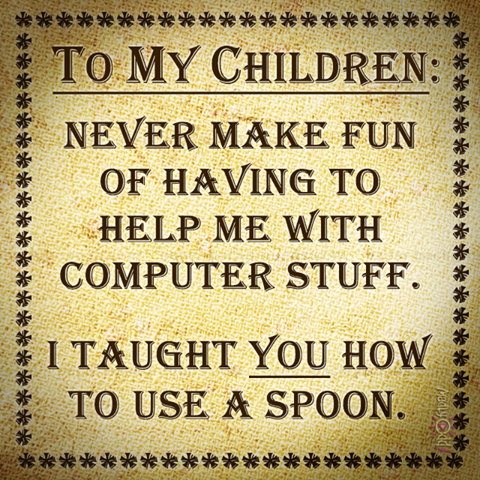 To My Children:
NEVER MAKE FUN
OF HAVING TO
HELP ME WITH
COMPUTER STUFF.
I TAUGHT YOU HOW
TO USE A SPOON.